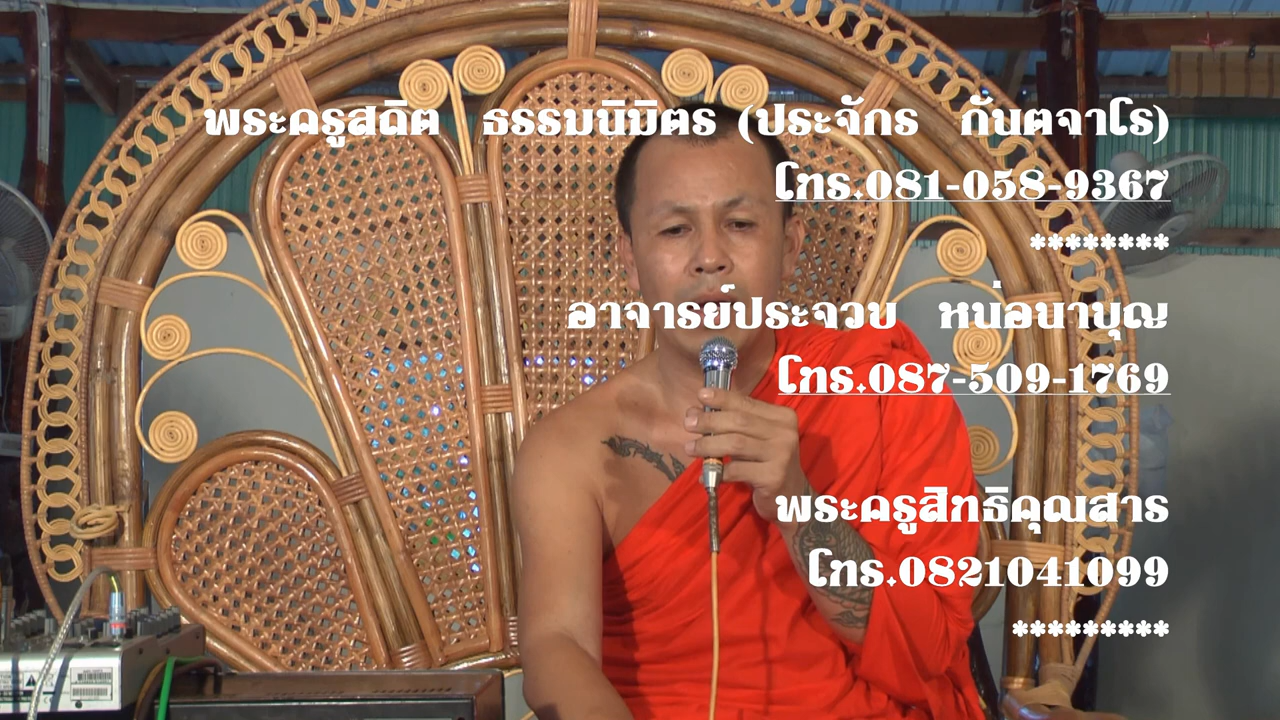 พระครูสถิต ธรรมนิมิตร (ประจักร กันตจาโร)
โทร.081-058-9367
********
อาจารย์ประจวบ หน่อนาบุญ
โทร.087-509-1769
พระครูสิทธิคุณสาร
โทร.0821041099
*********